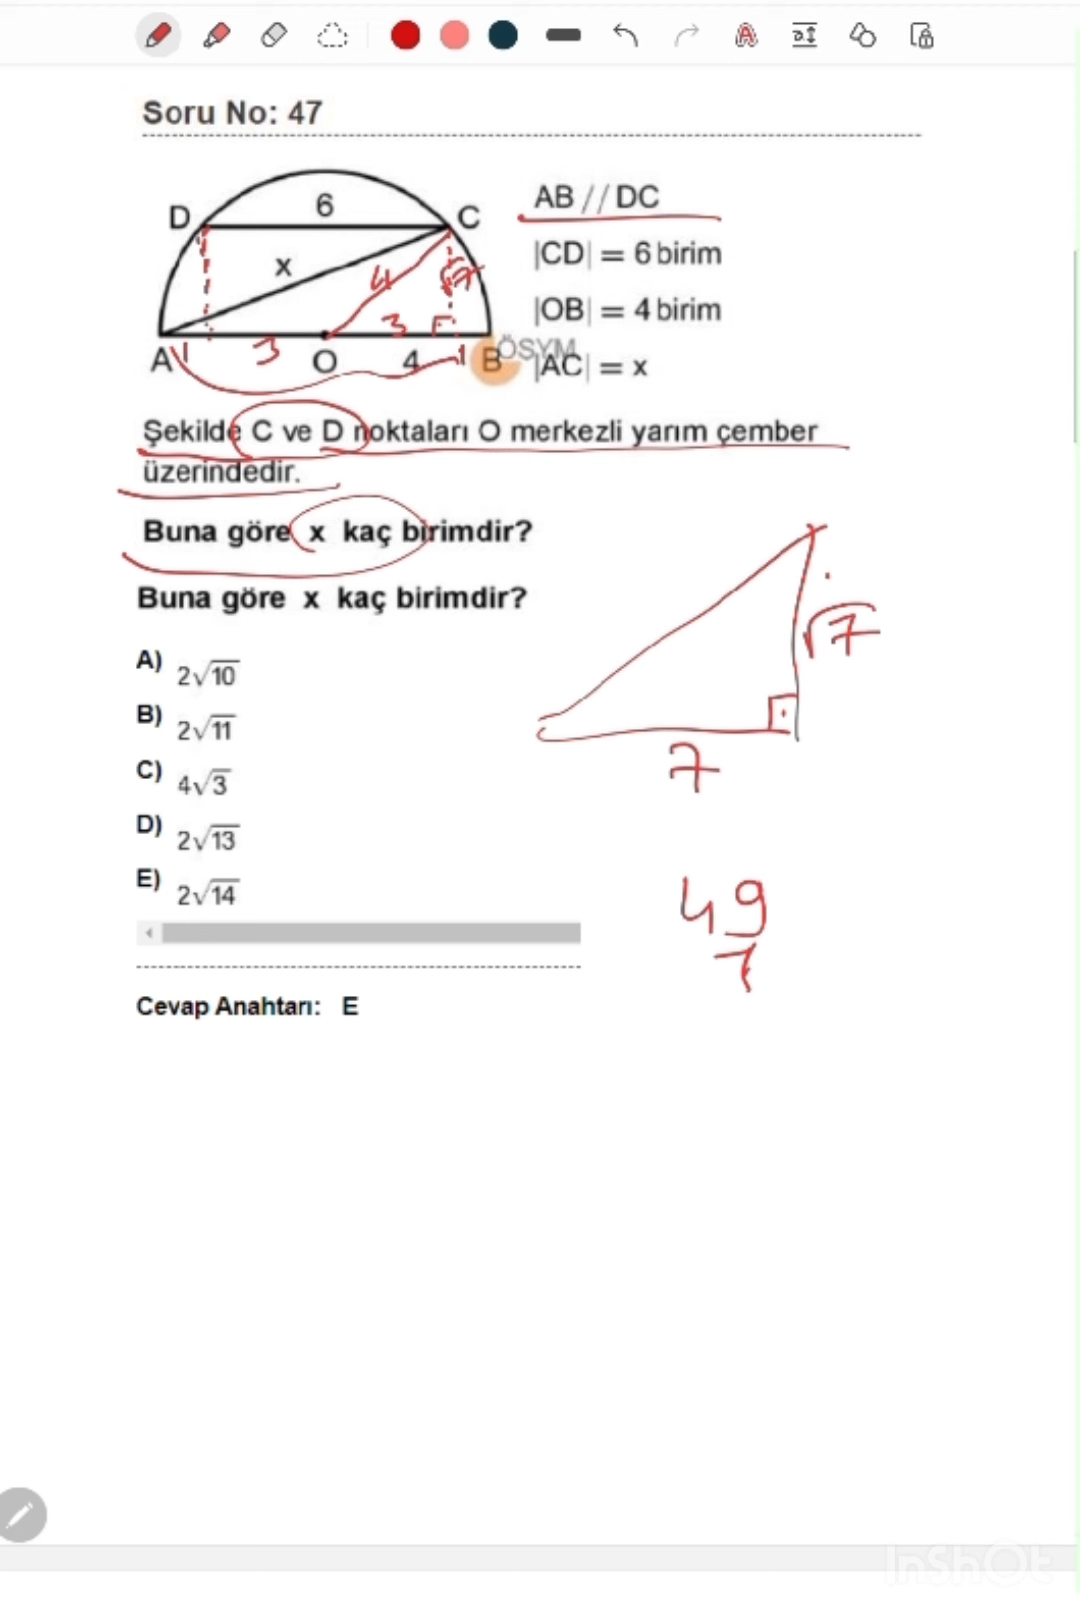 Soru No: 47
D 6 C
x 4 √7
3
A 1 3 O 4 1 B
AB // DC
|CD| = 6 birim
|OB| = 4 birim
ÖSYM
|AC| = x
Şekilde C ve D noktaları O merkezli yarım çember
üzerindedir.
Buna göre x kaç birimdir?
Buna göre x kaç birimdir?
A) 2√10
B) 2√11
C) 4√3
D) 2√13
E) 2√14
√7
7
49
7
Cevap Anahtarı: E
InShOt